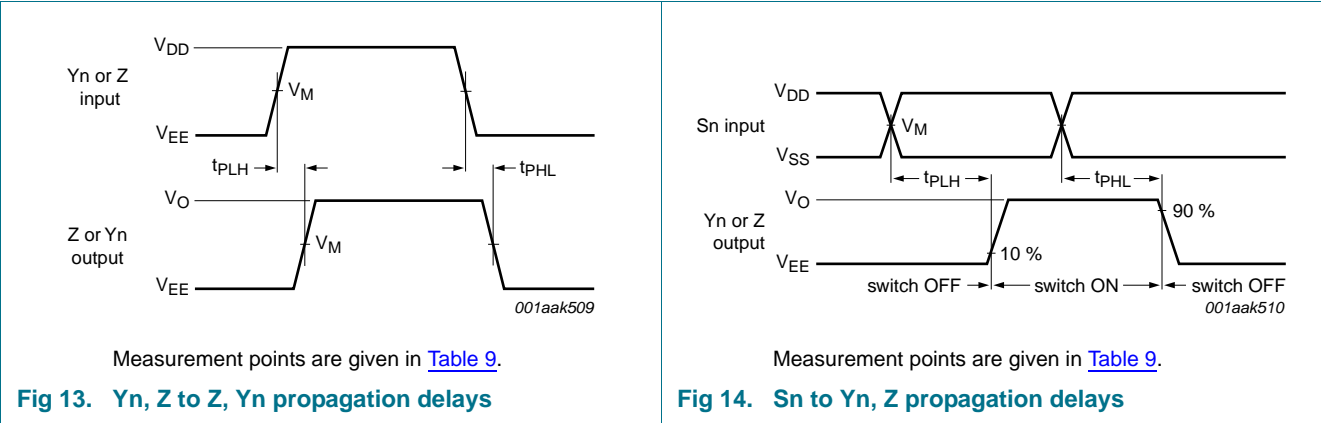 VDD
Yn or Z
input
VM
VEE
tPLH
tPHL
VO
Z or Yn
output
VM
VEE
001aak509
Measurement points are given in Table 9.
Fig 13. Yn, Z to Z, Yn propagation delays
VDD
Sn input
VM
VSS
tPLH
tPHL
VO
Yn or Z
output
90 %
10 %
VEE
switch OFF
switch ON
switch OFF
001aak510
Measurement points are given in Table 9.
Fig 14. Sn to Yn, Z propagation delays